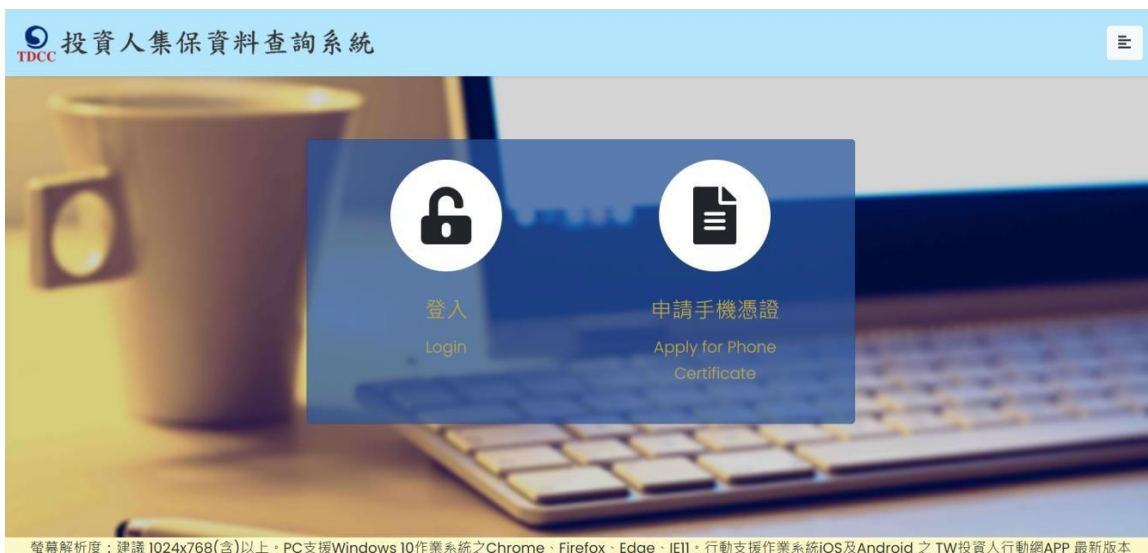 TDCC 投資人集保資料查詢系統
登入
Login
申請手機憑證
Apply for Phone
Certificate
螢幕解析度：建議 1024x768(含)以上。PC支援Windows 10作業系統之Chrome、Firefox、Edge、IE11。行動支援作業系統iOS及Android 之 TW投資人行動網APP 最新版本